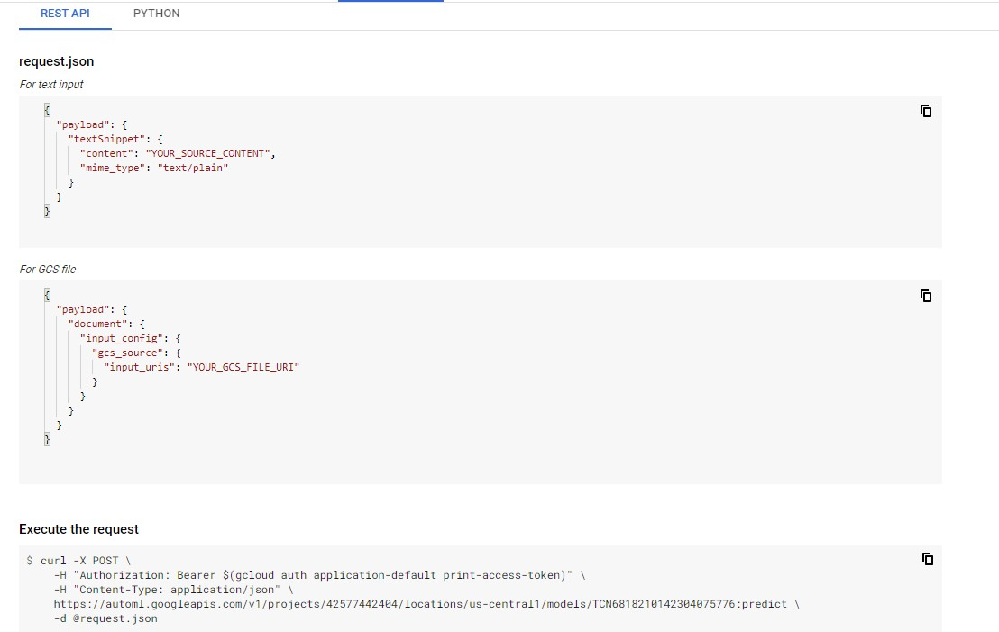 REST API PYTHON
request.json
For text input
{
"payload": {
"textSnippet": {
"content": "YOUR_SOURCE_CONTENT",
"mime_type": "text/plain"
}
}
}
For GCS file
{
"payload": {
"document": {
"input_config": {
"gcs_source": {
"input_uris": "YOUR_GCS_FILE_URI"
}
}
}
}
}
Execute the request
$ curl -X POST \
-H "Authorization: Bearer $(gcloud auth application-default print-access-token)" \
-H "Content-Type: application/json" \
https://automl.googleapis.com/v1/projects/42577442404/locations/us-central1/models/TCN6818210142304075776:predict \
-d @request.json